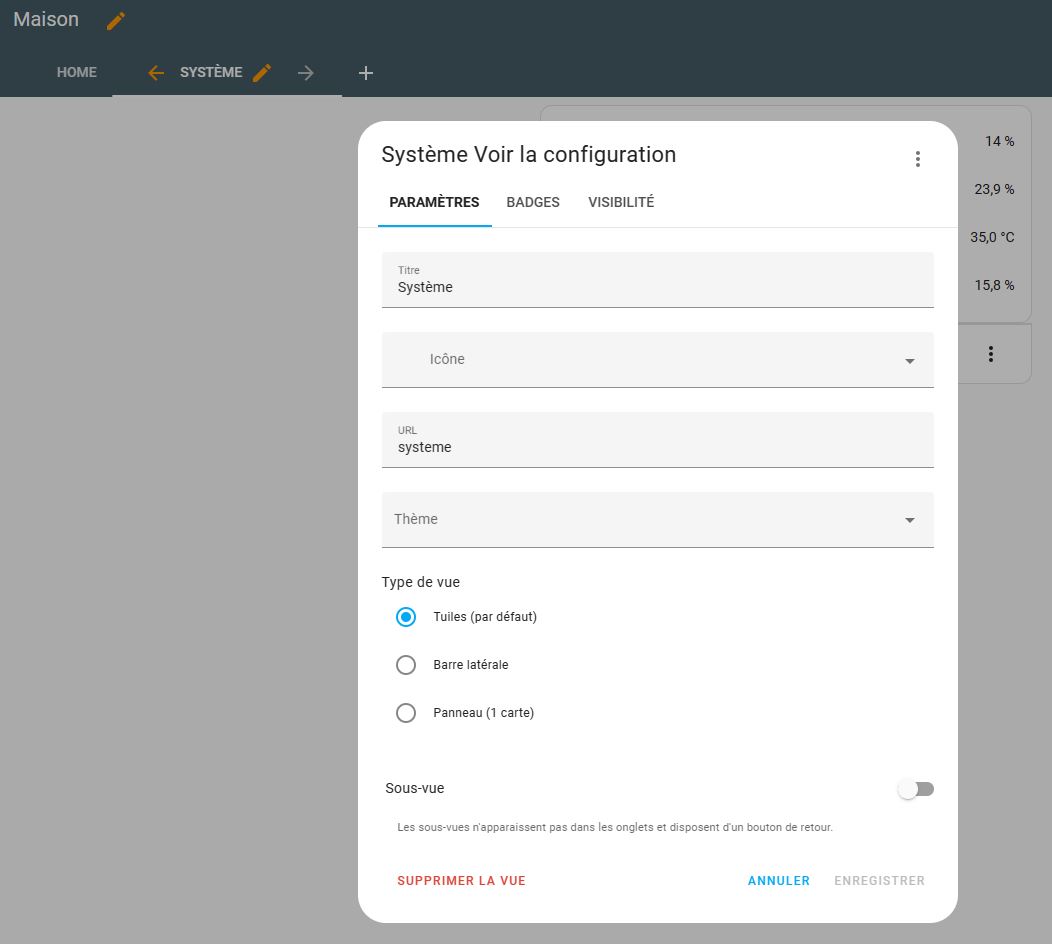 Maison
HOME
SYSTÈME
14 %
Système Voir la configuration
PARAMÈTRES BADGES VISIBILITÉ
23,9 %
35,0 °C
Titre
Système
15,8 %
Icône
URL
systeme
Thème
Type de vue
Tuiles (par défaut)
Barre latérale
Panneau (1 carte)
Sous-vue
Les sous-vues n'apparaissent pas dans les onglets et disposent d'un bouton de retour.
SUPPRIMER LA VUE ANNULER ENREGISTRER